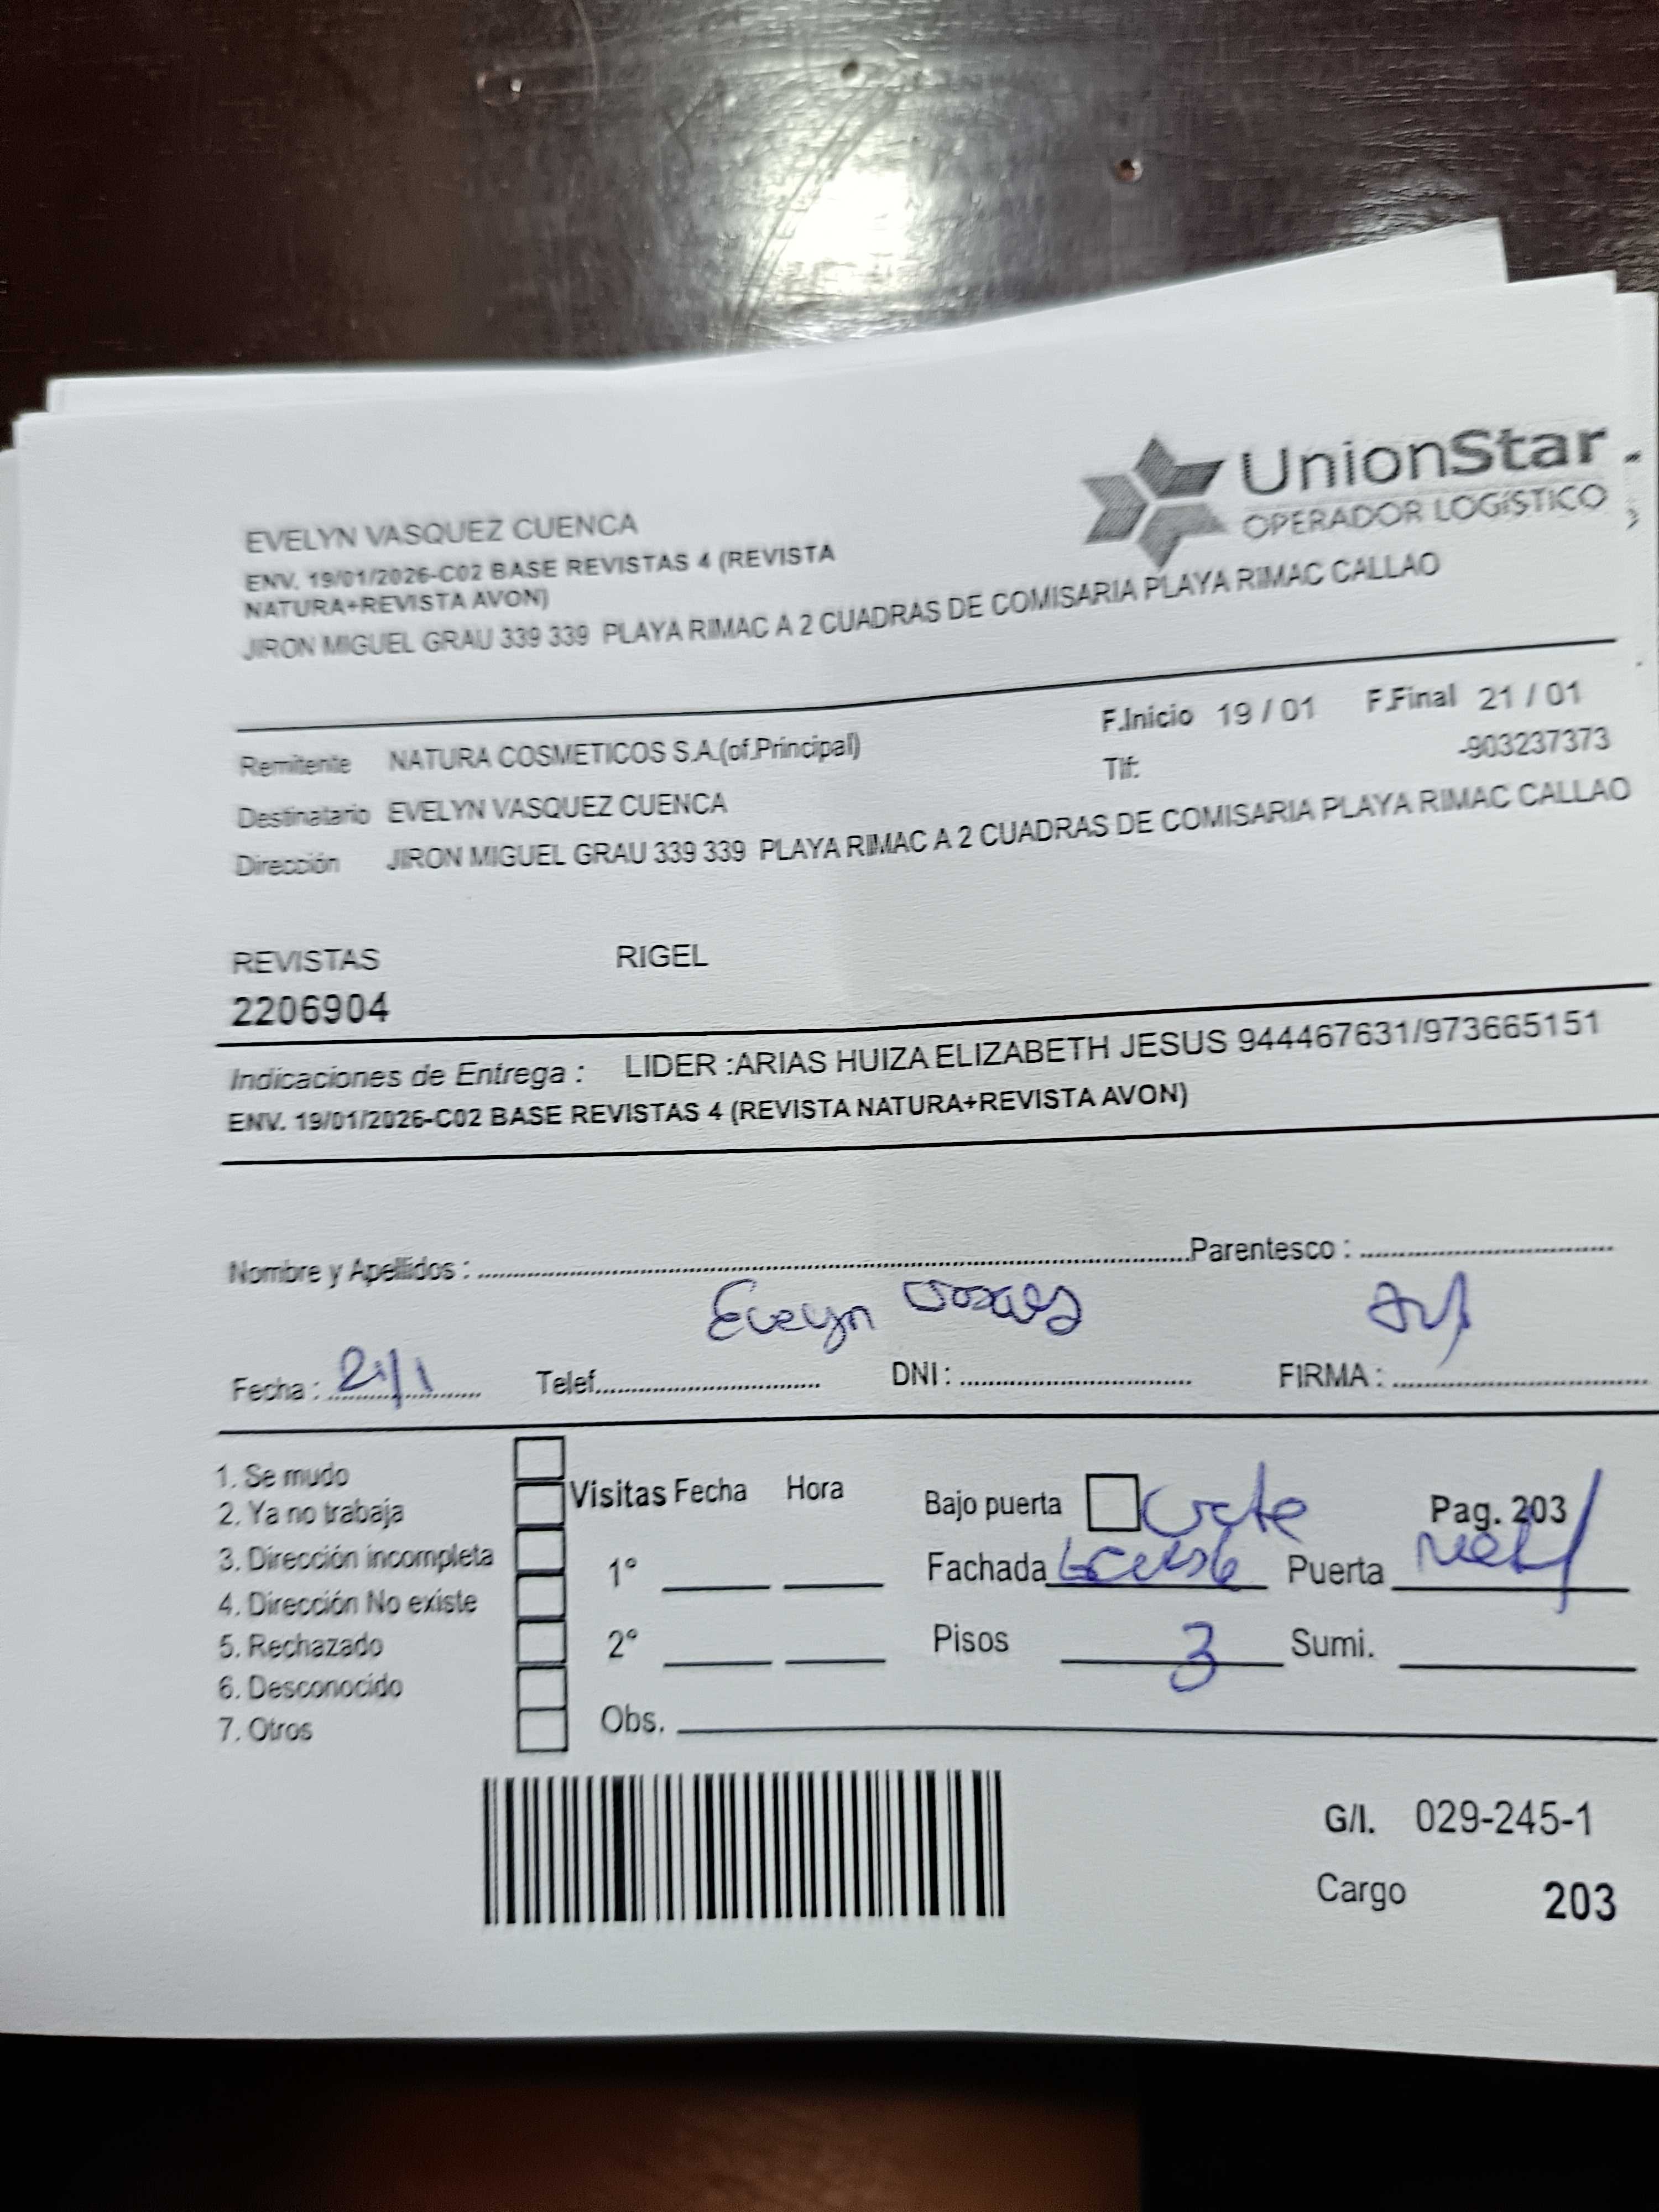 UnionStar
OPERADOR LOGÍSTICO
EVELYN VASQUEZ CUENCA
ENV. 19/01/2026-C02 BASE REVISTAS 4 (REVISTA
NATURA+REVISTA AVON)
JIRON MIGUEL GRAU 339 339 PLAYA RIMAC A 2 CUADRAS DE COMISARIA PLAYA RIMAC CALLAO
F.Inicio 19 / 01 F.Final 21 / 01
Remitente NATURA COSMETICOS S.A.(of.Principal)
Tlf: -903237373
Destinatario EVELYN VASQUEZ CUENCA
Dirección JIRON MIGUEL GRAU 339 339 PLAYA RIMAC A 2 CUADRAS DE COMISARIA PLAYA RIMAC CALLAO
REVISTAS RIGEL
2206904
Indicaciones de Entrega : LIDER :ARIAS HUIZA ELIZABETH JESUS 944467631/973665151
ENV. 19/01/2026-C02 BASE REVISTAS 4 (REVISTA NATURA+REVISTA AVON)
Nombre y Apellidos : Parentesco :
Evelyn
Fecha : 21/1 Telef. DNI : FIRMA :
1. Se mudo
2. Ya no trabaja
3. Dirección incompleta
4. Dirección No existe
5. Rechazado
6. Desconocido
7. Otros
Visitas Fecha Hora
1°
2°
Obs.
Bajo puerta Pag. 203
Fachada Puerta
Pisos 3 Sumi.
G/I. 029-245-1
Cargo 203